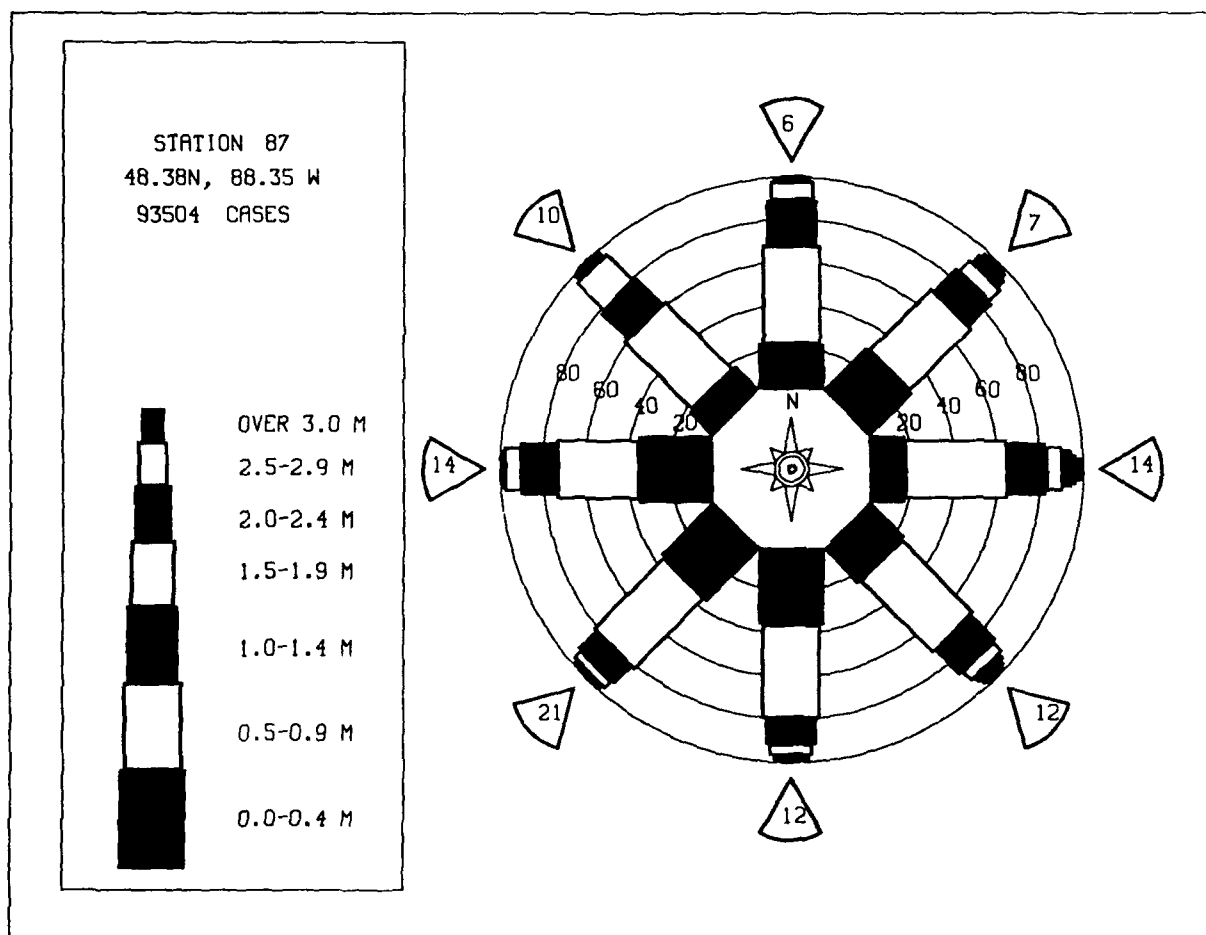 STATION 87
48.38N, 88.35 W
93504 CASES
OVER 3.0 M
2.5-2.9 M
2.0-2.4 M
1.5-1.9 M
1.0-1.4 M
0.5-0.9 M
0.0-0.4 M
6
10
7
80
60
40
20
N
20
40
60
80
14
14
21
12
12